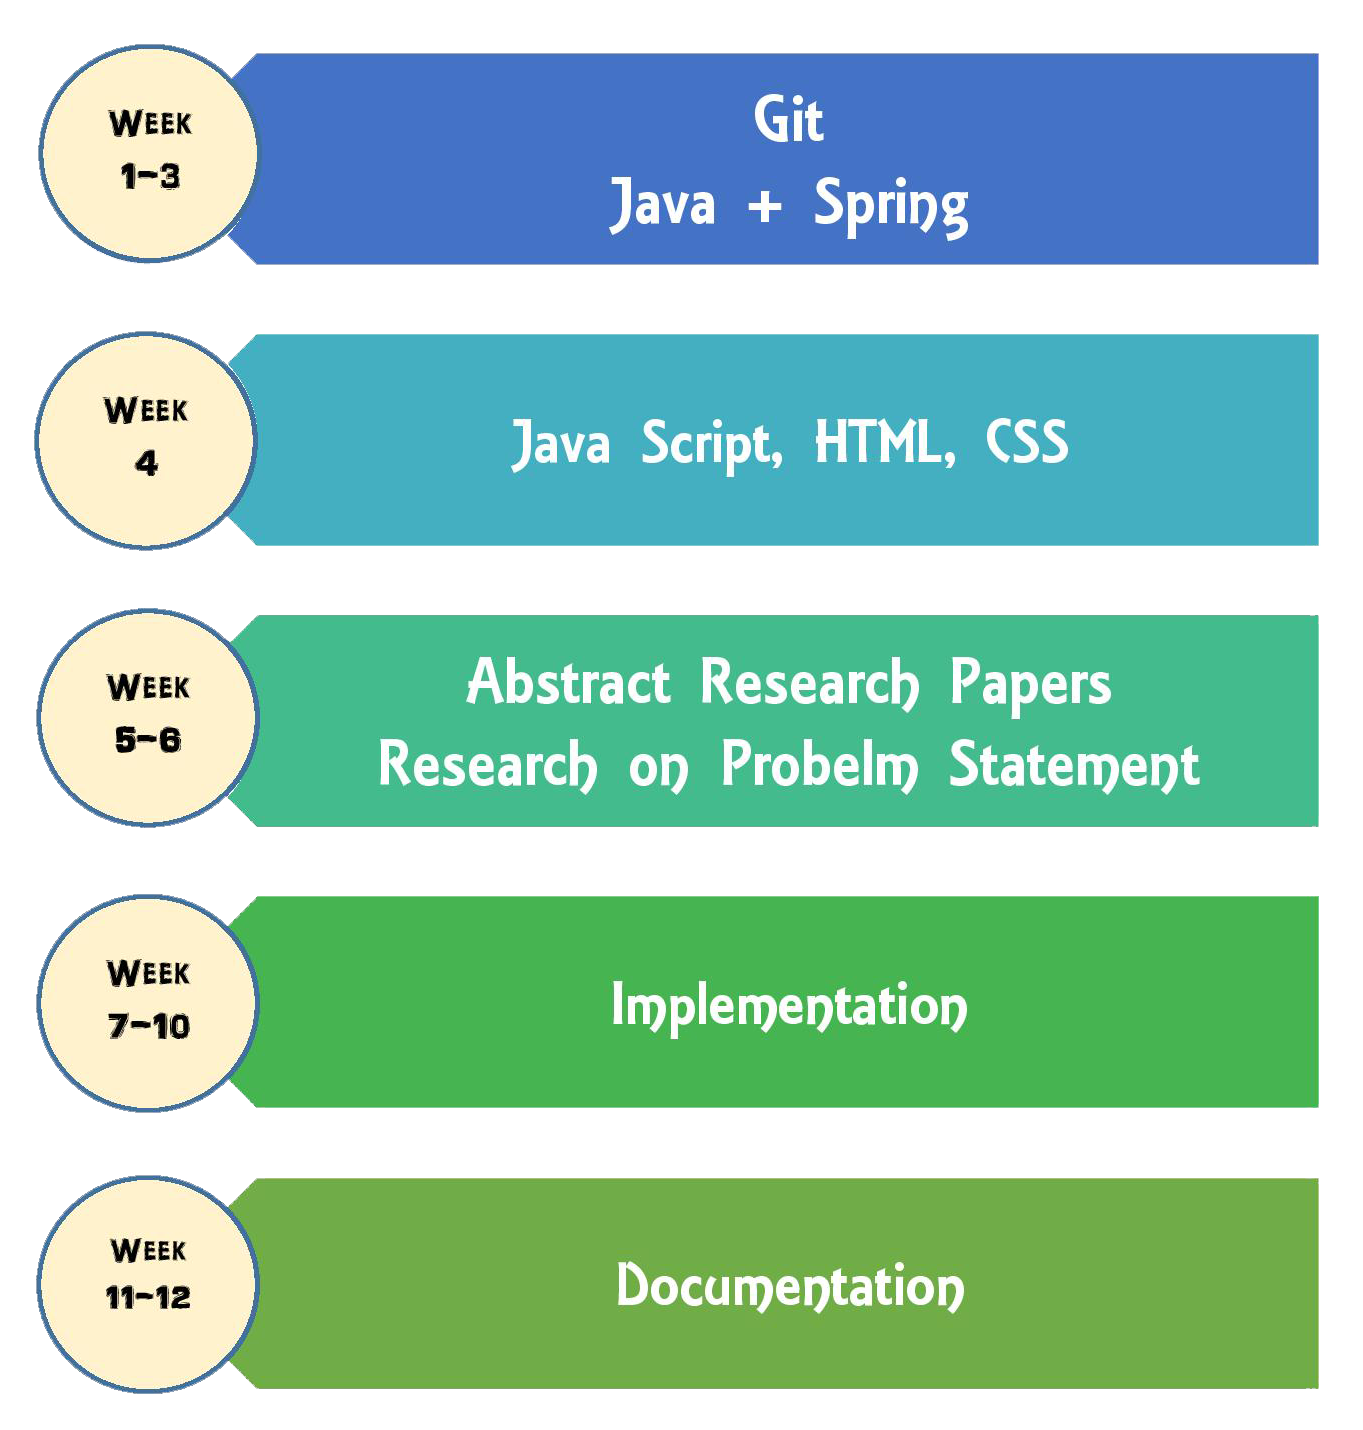 Week
1-3
Git
Java + Spring
Week
4
Java Script, HTML, CSS
Week
5-6
Abstract Research Papers
Research on Probelm Statement
Week
7-10
Implementation
Week
11-12
Documentation